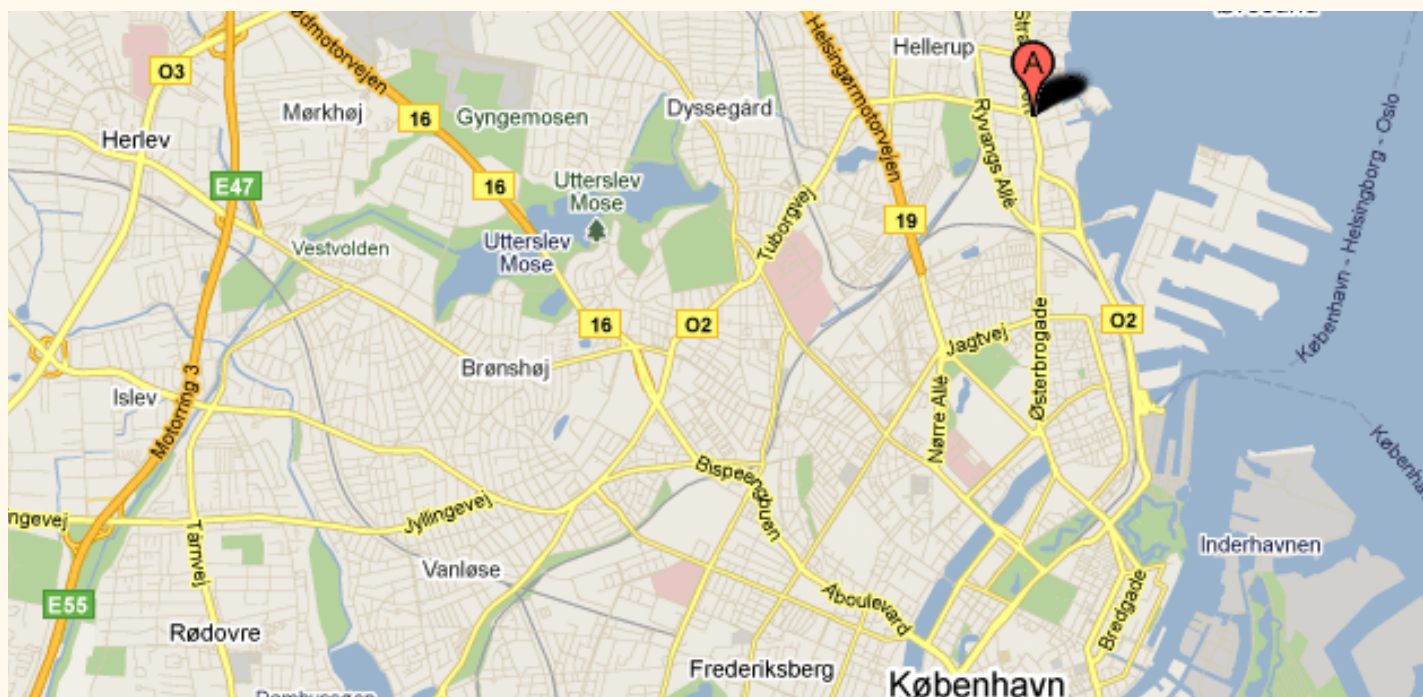 Øresund
Hellerup
A
O3
Mørkhøj
16
Gyngemosen
Dyssegård
Helsingørmotorvejen
Ryvangs Allé
København - Helsingborg - Oslo
Herlev
E47
16
Utterslev
Mose
Tuborgvej
19
Vestvolden
Utterslev
Mose
16
O2
O2
Brønshøj
Jagtvej
Østerbrogade
Islev
Motorring 3
Nørre Allé
Bispeengbuen
Jyllingevej
Tårnvej
Vanløse
Inderhavnen
E55
Åboulevard
Bredgade
Rødovre
Frederiksberg
København